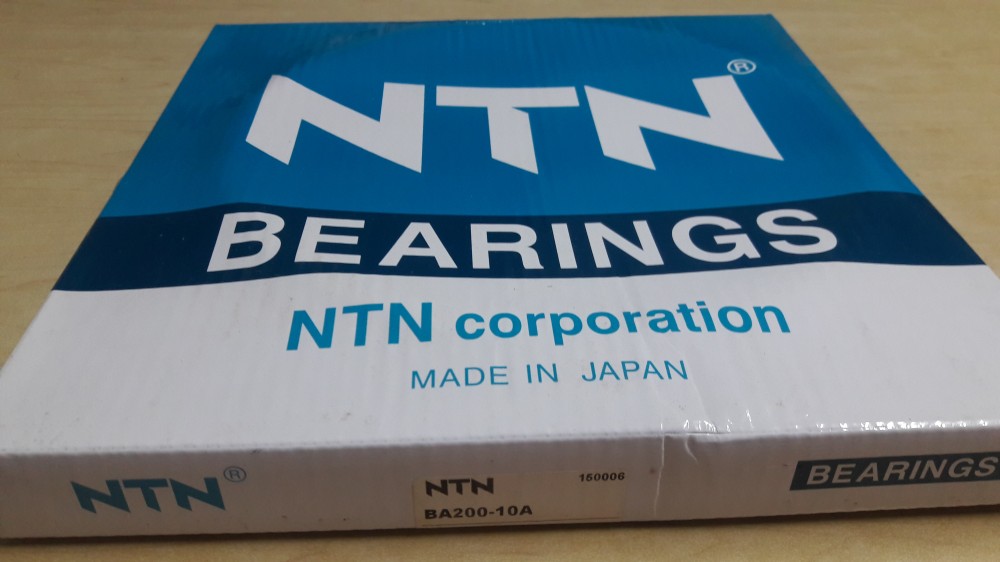 NTN®
BEARINGS
NTN corporation
MADE IN JAPAN
NTN®
NTN 150006
BA200-10A
BEARINGS